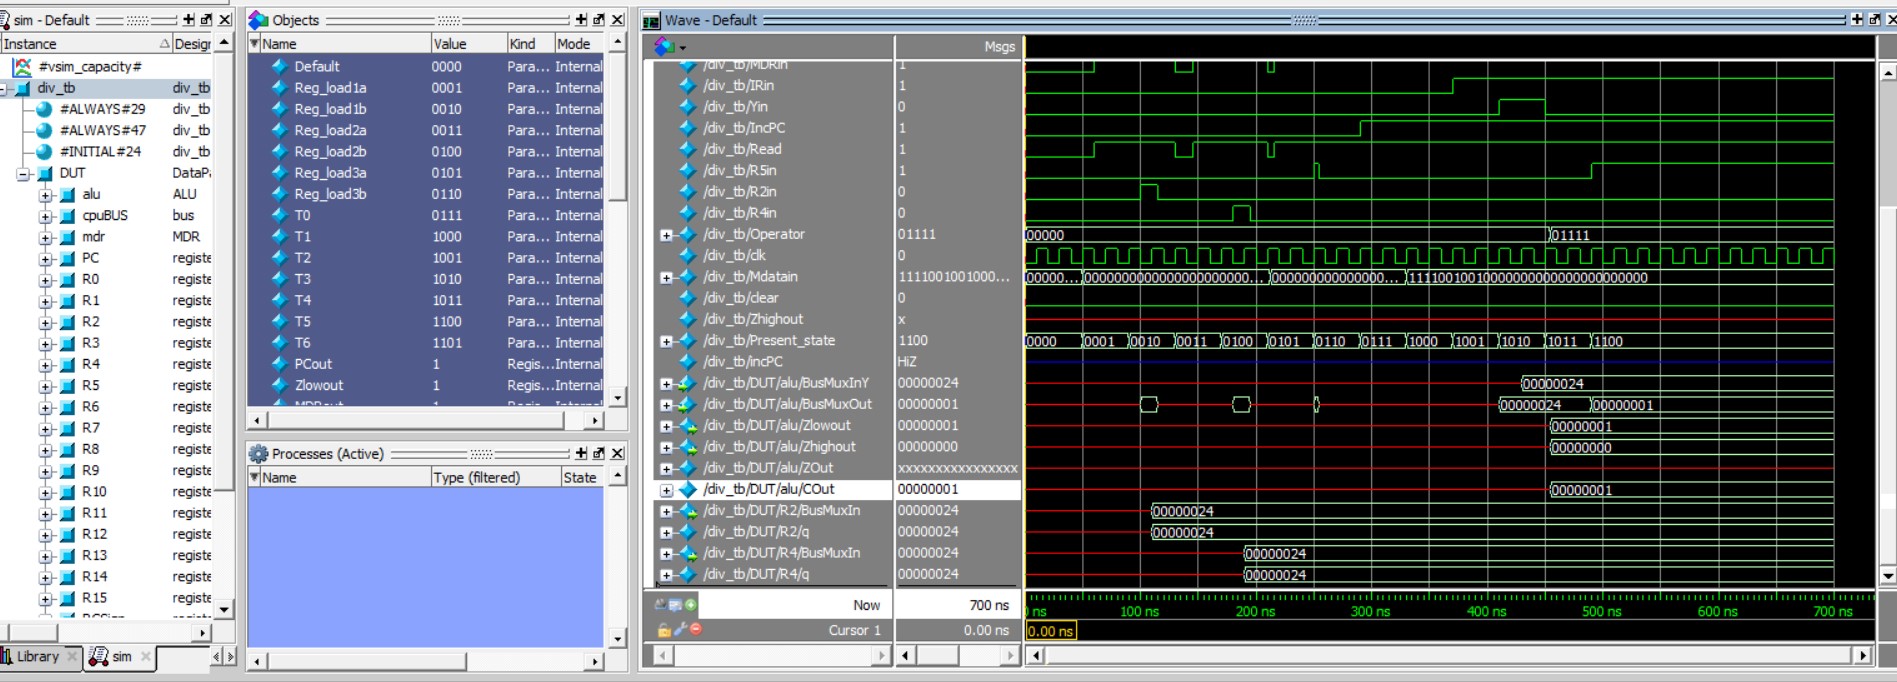 sim - Default
Instance Design
#vsim_capacity#
div_tb div_tb
#ALWAYS#29 div_tb
#ALWAYS#47 div_tb
#INITIAL#24 div_tb
DUT DataPa
alu ALU
cpuBUS bus
mdr MDR
PC registe
R0 registe
R1 registe
R2 registe
R3 registe
R4 registe
R5 registe
R6 registe
R7 registe
R8 registe
R9 registe
R10 registe
R11 registe
R12 registe
R13 registe
R14 registe
R15 registe
Library
sim
Objects
Name Value Kind Mode
Default 0000 Para... Internal
Reg_load1a 0001 Para... Internal
Reg_load1b 0010 Para... Internal
Reg_load2a 0011 Para... Internal
Reg_load2b 0100 Para... Internal
Reg_load3a 0101 Para... Internal
Reg_load3b 0110 Para... Internal
T0 0111 Para... Internal
T1 1000 Para... Internal
T2 1001 Para... Internal
T3 1010 Para... Internal
T4 1011 Para... Internal
T5 1100 Para... Internal
T6 1101 Para... Internal
PCout 1 Regis... Internal
Zlowout 1 Regis... Internal
Processes (Active)
Name Type (filtered) State
Wave - Default
Msgs
/div_tb/MDRin 1
/div_tb/IRin 1
/div_tb/Yin 0
/div_tb/IncPC 1
/div_tb/Read 1
/div_tb/R5in 1
/div_tb/R2in 0
/div_tb/R4in 0
/div_tb/Operator 01111 00000 01111
/div_tb/clk 0
/div_tb/Mdatain 1111001001000... 00000... 0000000000000000000000000... 000000000000000... 11110010010000000000000000000000
/div_tb/clear 0
/div_tb/Zhighout x
/div_tb/Present_state 1100 0000 0001 0010 0011 0100 0101 0110 0111 1000 1001 1010 1011 1100
/div_tb/incPC HiZ
/div_tb/DUT/alu/BusMuxInY 00000024 00000024
/div_tb/DUT/alu/BusMuxOut 00000001 00000024 00000001
/div_tb/DUT/alu/Zlowout 00000001 00000001
/div_tb/DUT/alu/Zhighout 00000000 00000000
/div_tb/DUT/alu/ZOut xxxxxxxxxxxxxxxx
/div_tb/DUT/alu/COut 00000001 00000001
/div_tb/DUT/R2/BusMuxIn 00000024 00000024
/div_tb/DUT/R2/q 00000024 00000024
/div_tb/DUT/R4/BusMuxIn 00000024 00000024
/div_tb/DUT/R4/q 00000024 00000024
Now 700 ns ns 100 ns 200 ns 300 ns 400 ns 500 ns 600 ns 700 ns
Cursor 1 0.00 ns 0.00 ns